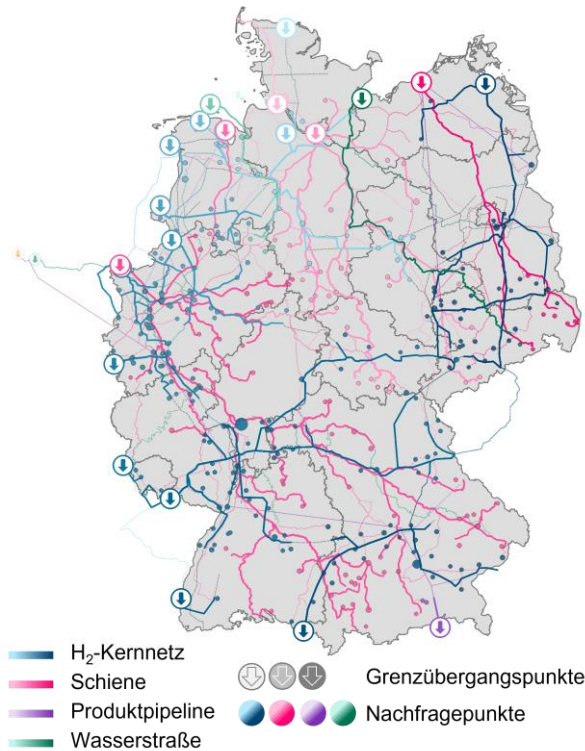 H₂-Kernnetz
Schiene
Produktpipeline
Wasserstraße
Grenzübergangspunkte
Nachfragepunkte